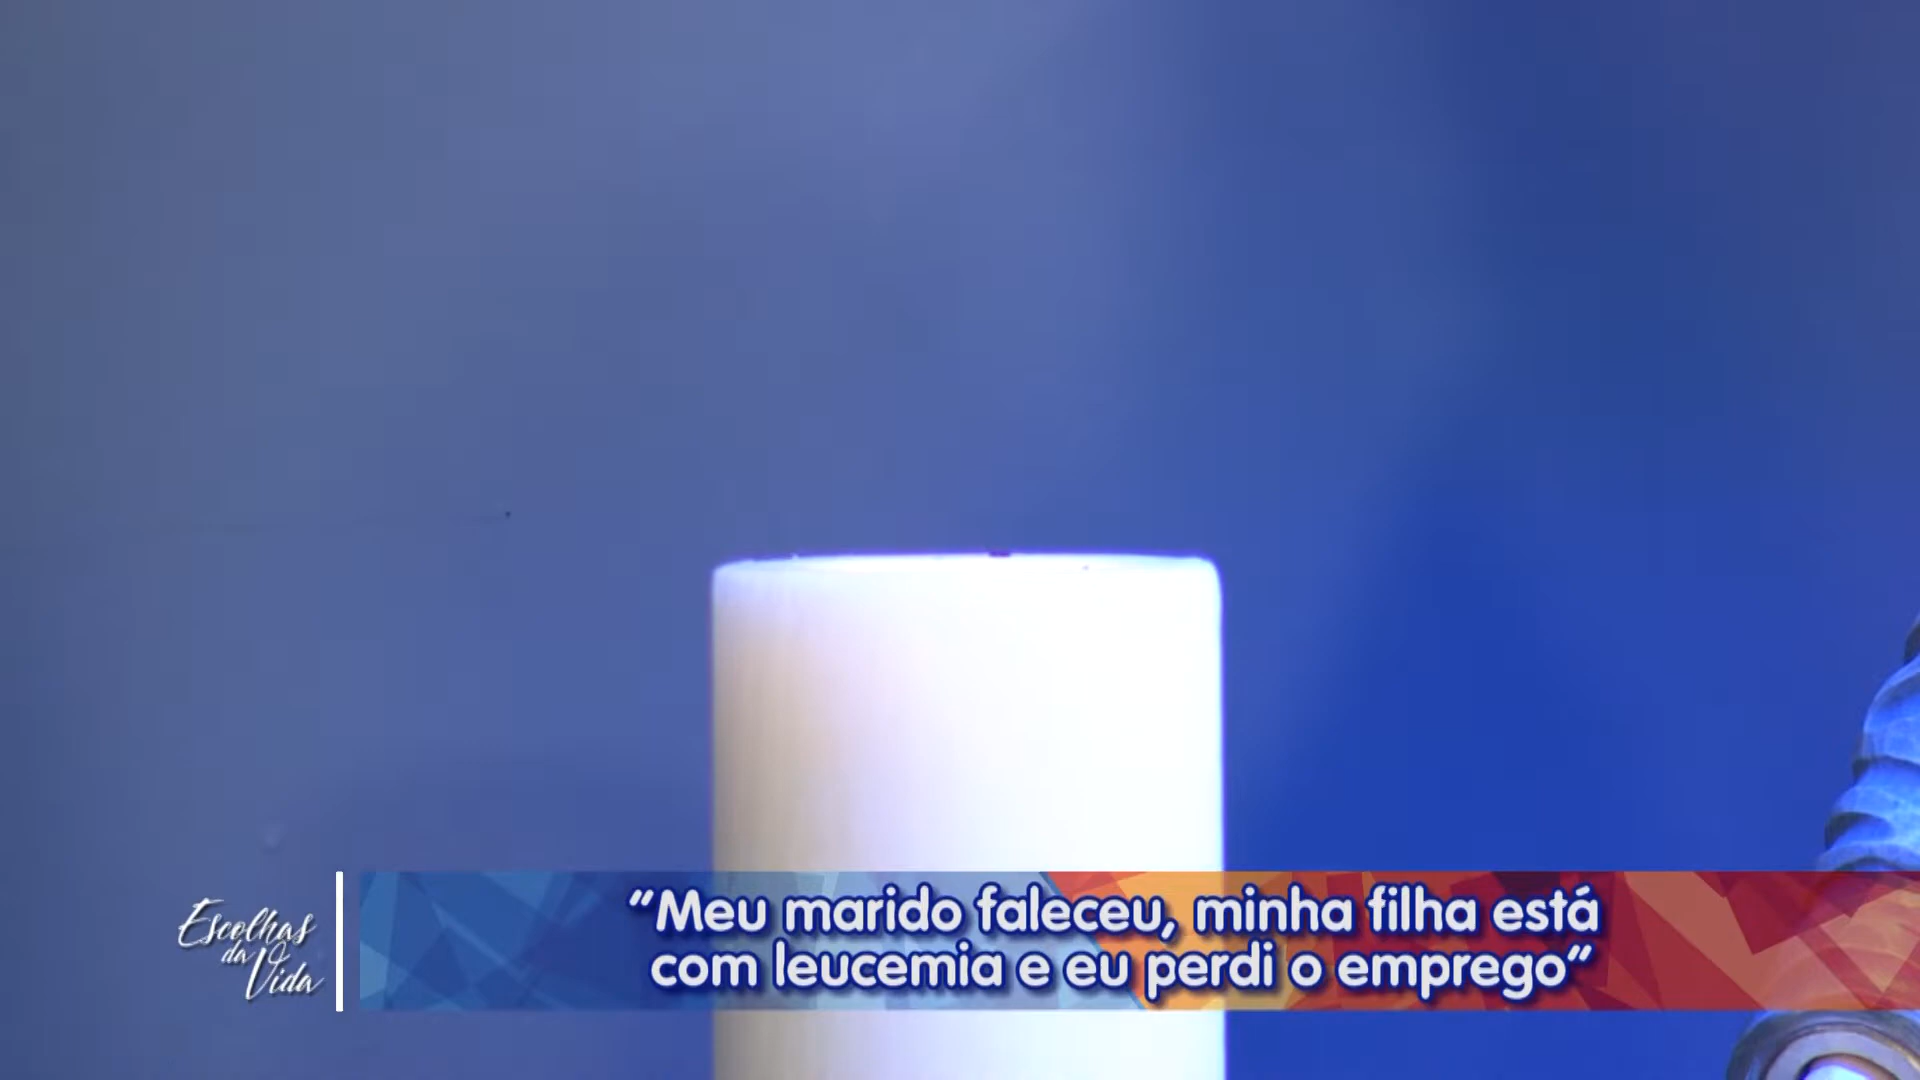 Escolhas
da
Vida
“Meu marido faleceu, minha filha está
com leucemia e eu perdi o emprego“